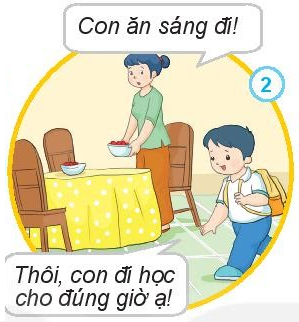 Con ăn sáng đi!
2
Thôi, con đi học
cho đúng giờ ạ!